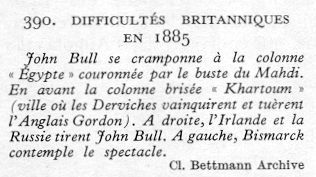 390. DIFFICULTÉS BRITANNIQUES
EN 1885
John Bull se cramponne à la colonne
« Égypte » couronnée par le buste du Mahdi.
En avant la colonne brisée « Khartoum »
(ville où les Derviches vainquirent et tuèrent
l'Anglais Gordon). A droite, l'Irlande et la
Russie tirent John Bull. A gauche, Bismarck
contemple le spectacle.
Cl. Bettmann Archive